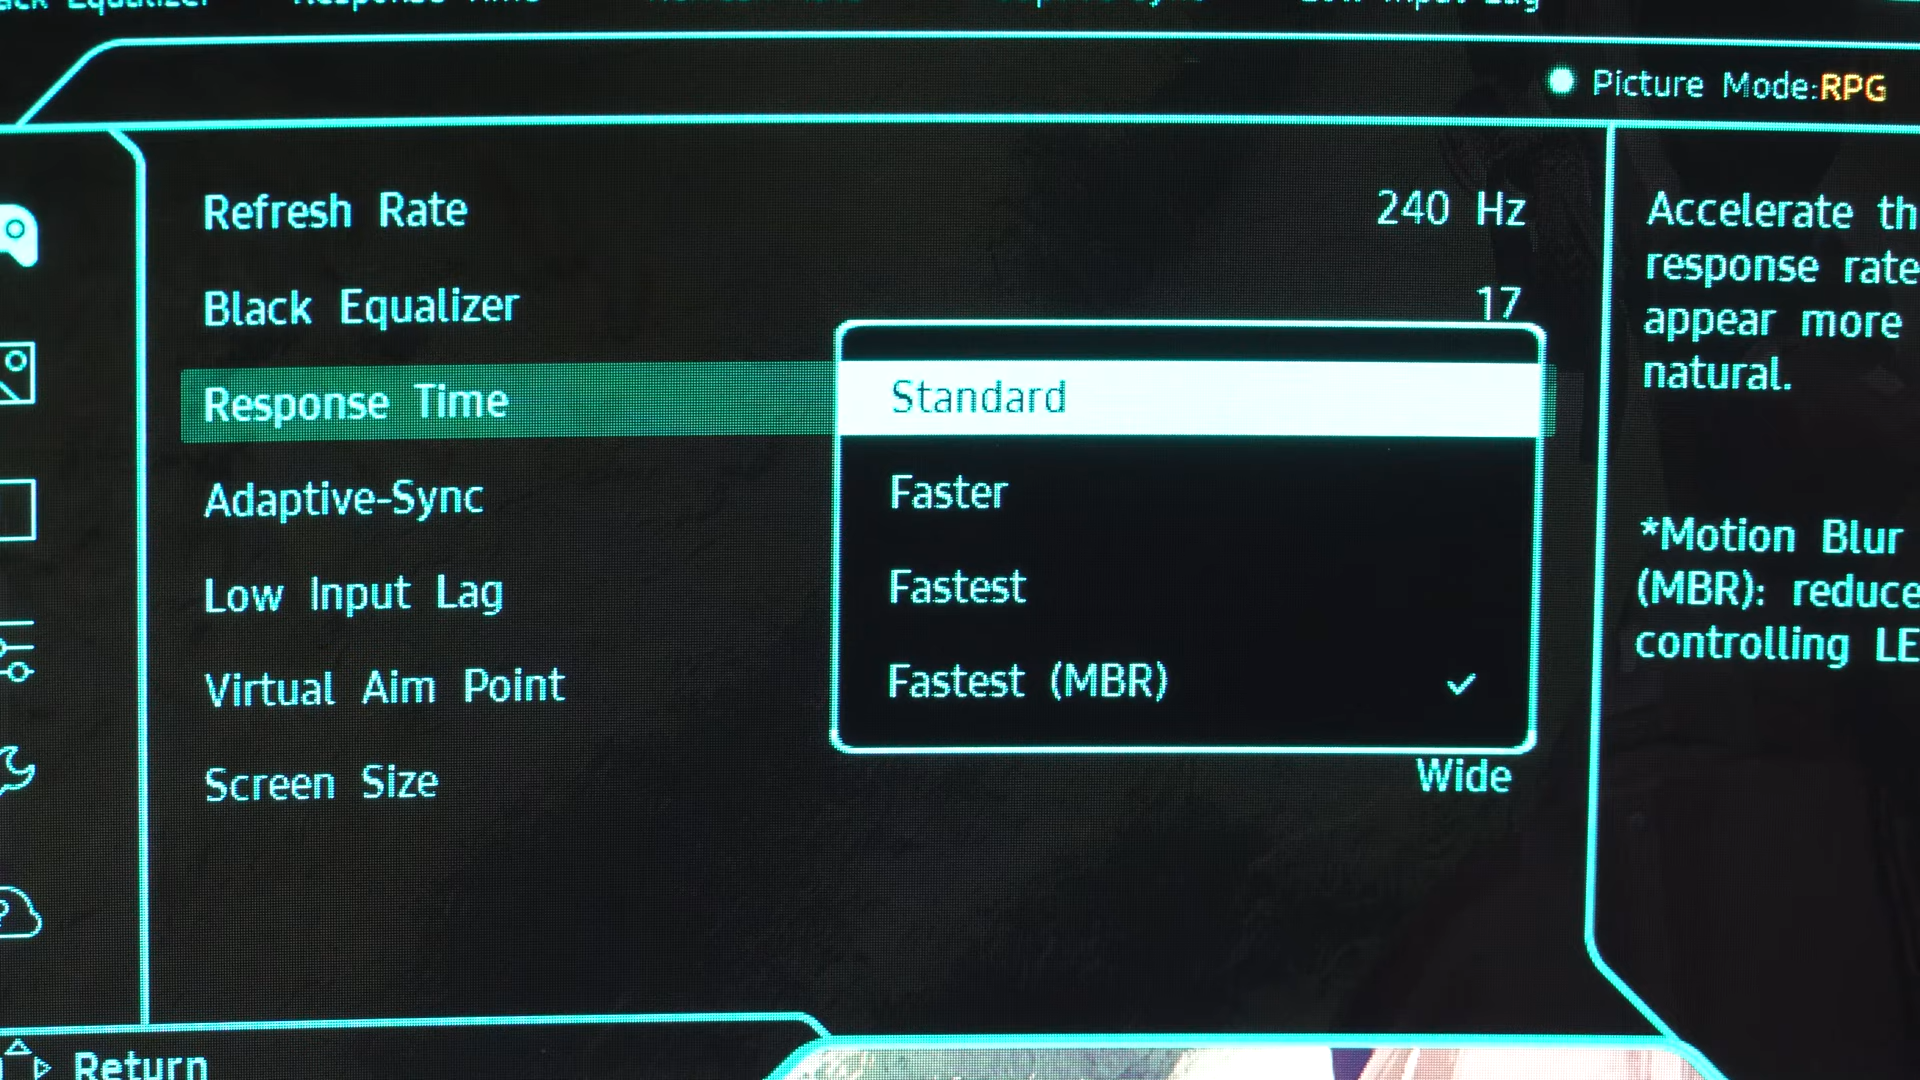 Picture Mode:RPG
Refresh Rate 240 Hz
Black Equalizer 17
Response Time
Standard
Faster
Fastest
Fastest (MBR)
Adaptive-Sync
Low Input Lag
Virtual Aim Point
Screen Size Wide
Accelerate th
response rate
appear more
natural.
*Motion Blur
(MBR): reduce
controlling LE
Return